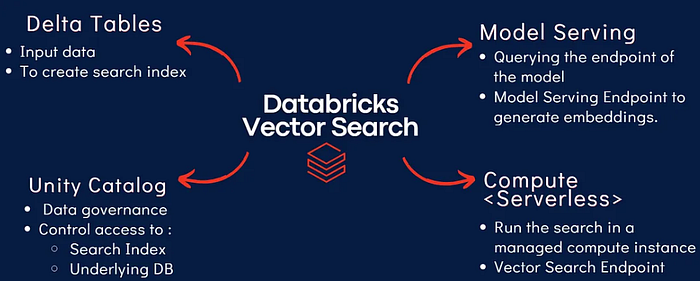 Delta Tables
• Input data
• To create search index
Model Serving
• Querying the endpoint of
the model
• Model Serving Endpoint to
generate embeddings.
Databricks
Vector Search
Unity Catalog
• Data governance
• Control access to :
○ Search Index
○ Underlying DB
Compute
<Serverless>
• Run the search in a
managed compute instance
• Vector Search Endpoint